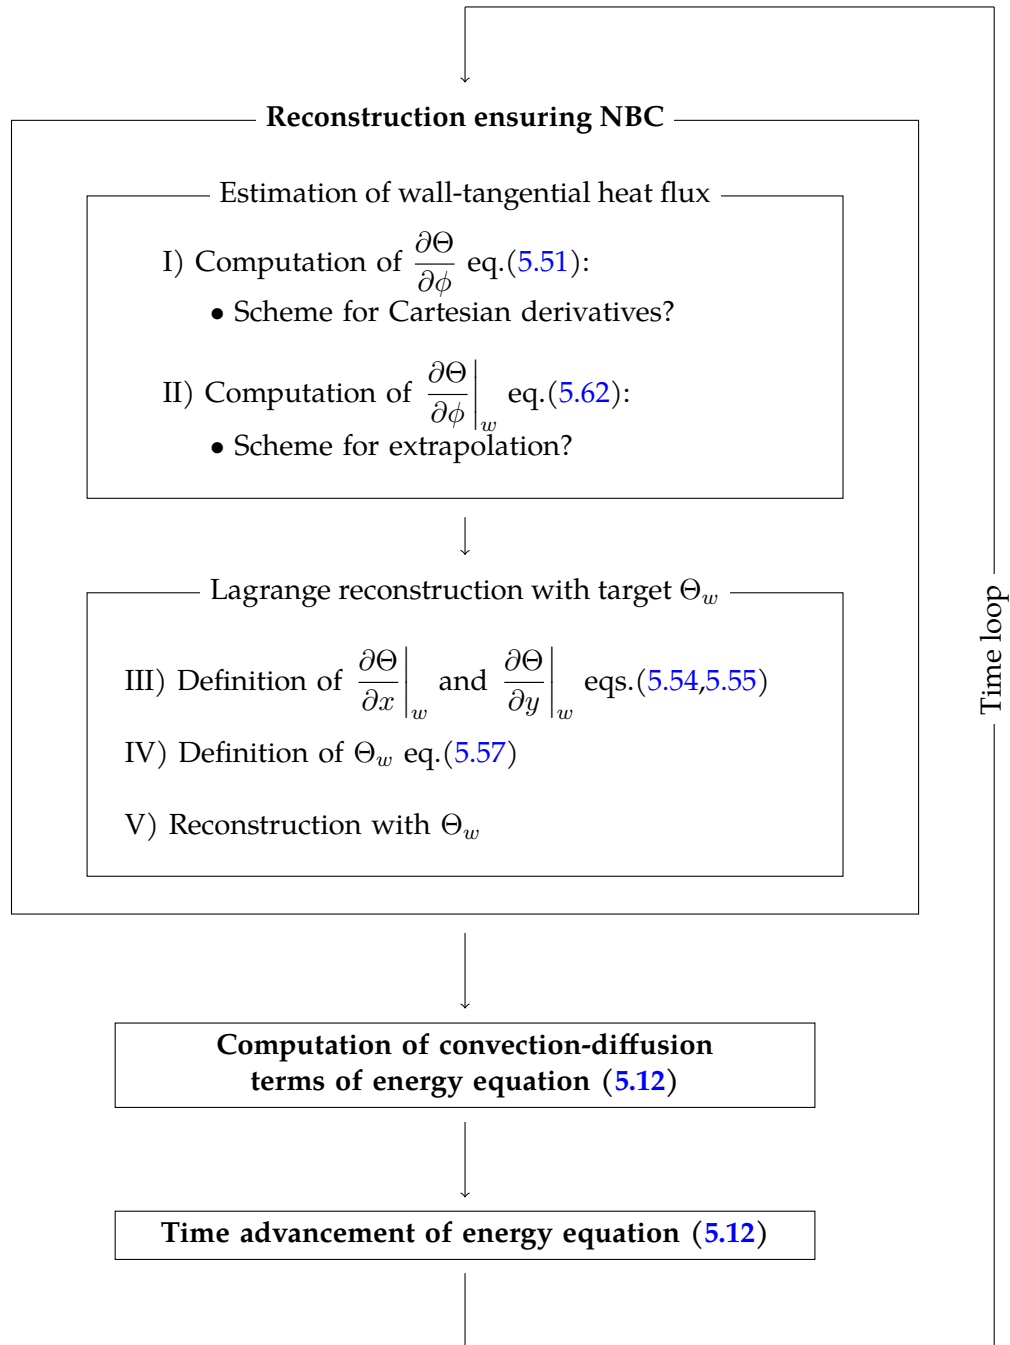 Reconstruction ensuring NBC
Estimation of wall-tangential heat flux
I) Computation of ∂Θ/∂ϕ eq.(5.51):
• Scheme for Cartesian derivatives?
II) Computation of ∂Θ/∂ϕ|w eq.(5.62):
• Scheme for extrapolation?
Lagrange reconstruction with target Θw
III) Definition of ∂Θ/∂x|w and ∂Θ/∂y|w eqs.(5.54,5.55)
IV) Definition of Θw eq.(5.57)
V) Reconstruction with Θw
Time loop
Computation of convection-diffusion
terms of energy equation (5.12)
Time advancement of energy equation (5.12)